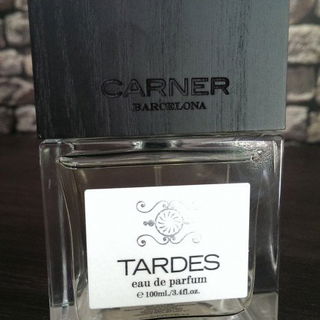 CARNER
BARCELONA
TARDES
eau de parfum
℮ 100mL/3.4fl.oz.